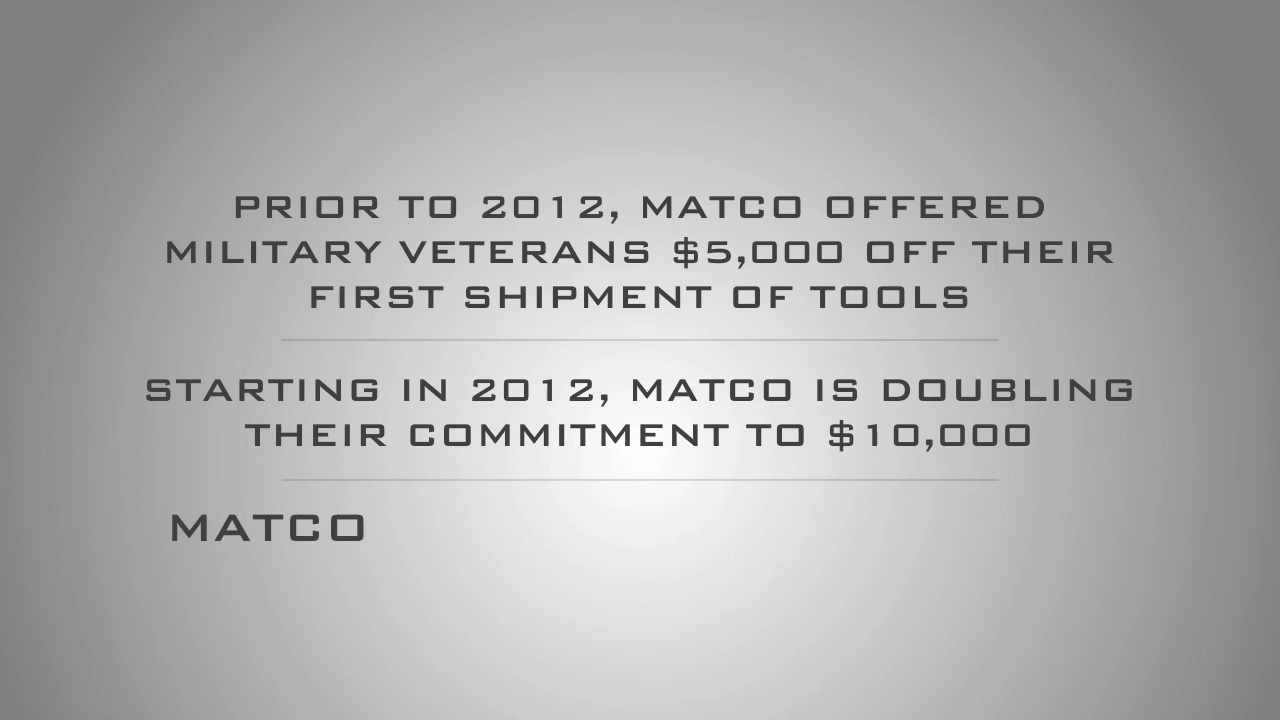 PRIOR TO 2012, MATCO OFFERED
MILITARY VETERANS $5,000 OFF THEIR
FIRST SHIPMENT OF TOOLS
STARTING IN 2012, MATCO IS DOUBLING
THEIR COMMITMENT TO $10,000
MATCO